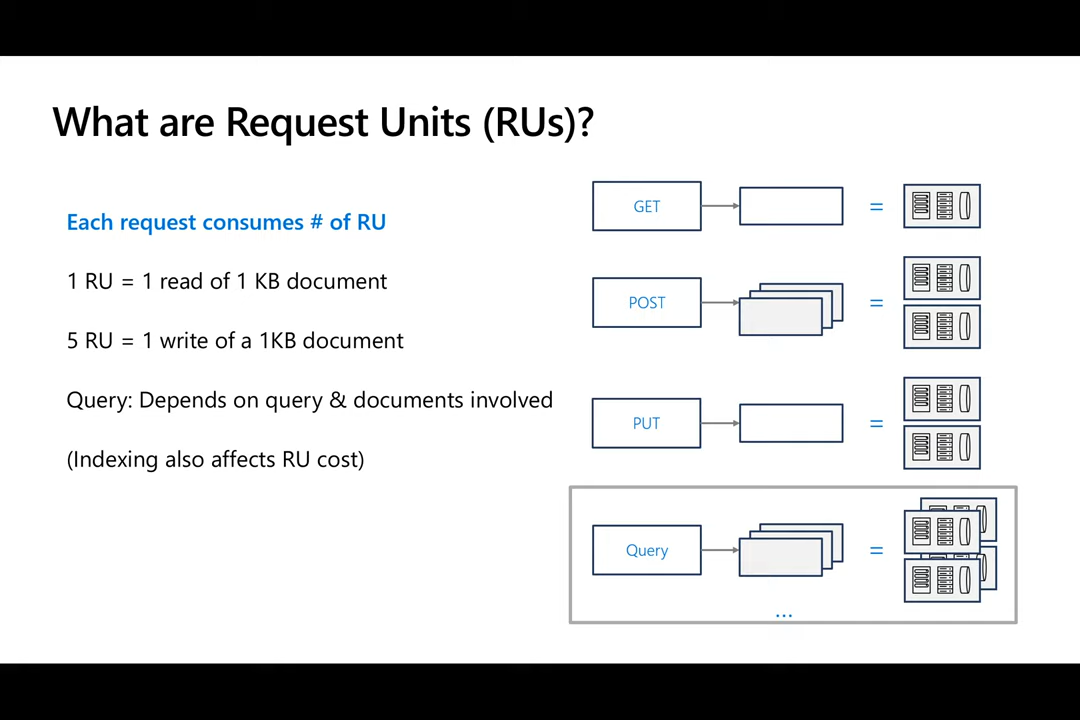 What are Request Units (RUs)?
Each request consumes # of RU
1 RU = 1 read of 1 KB document
5 RU = 1 write of a 1KB document
Query: Depends on query & documents involved
(Indexing also affects RU cost)
GET
=
POST
=
PUT
=
Query
=
...